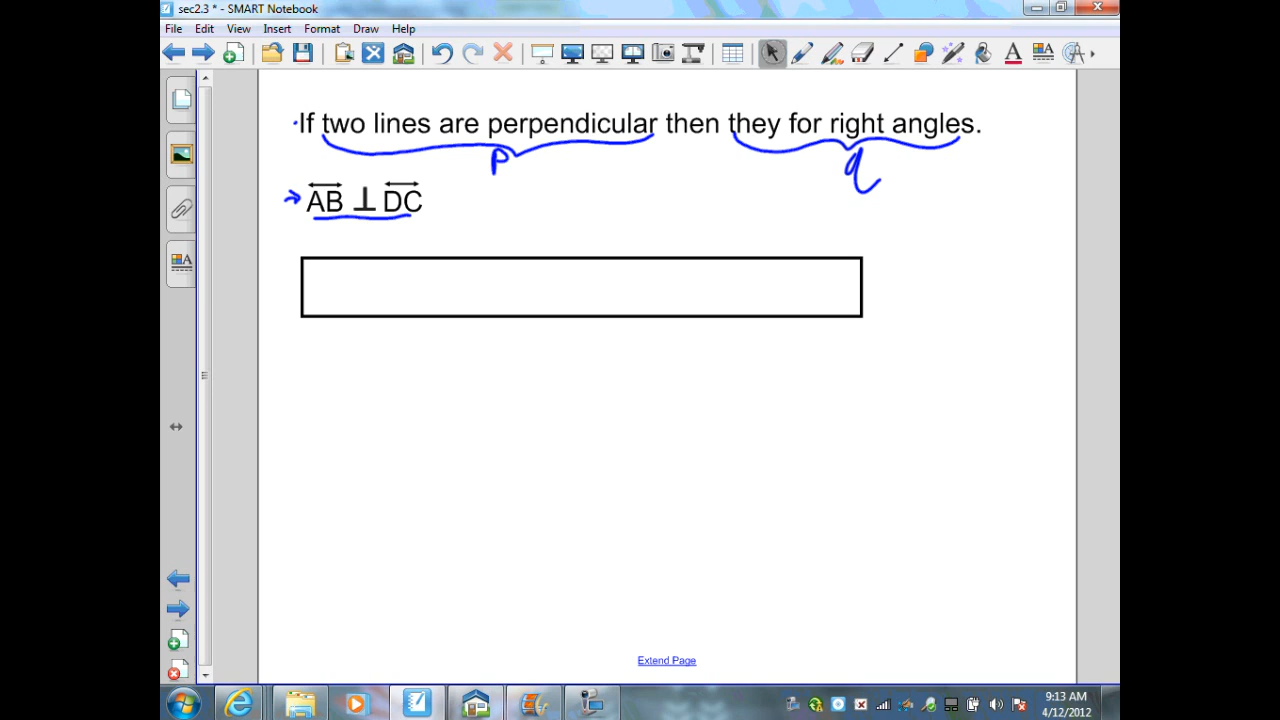 sec2.3 * - SMART Notebook
File Edit View Insert Format Draw Help
If two lines are perpendicular then they for right angles.
p q
AB ⊥ DC
Extend Page
9:13 AM
4/12/2012